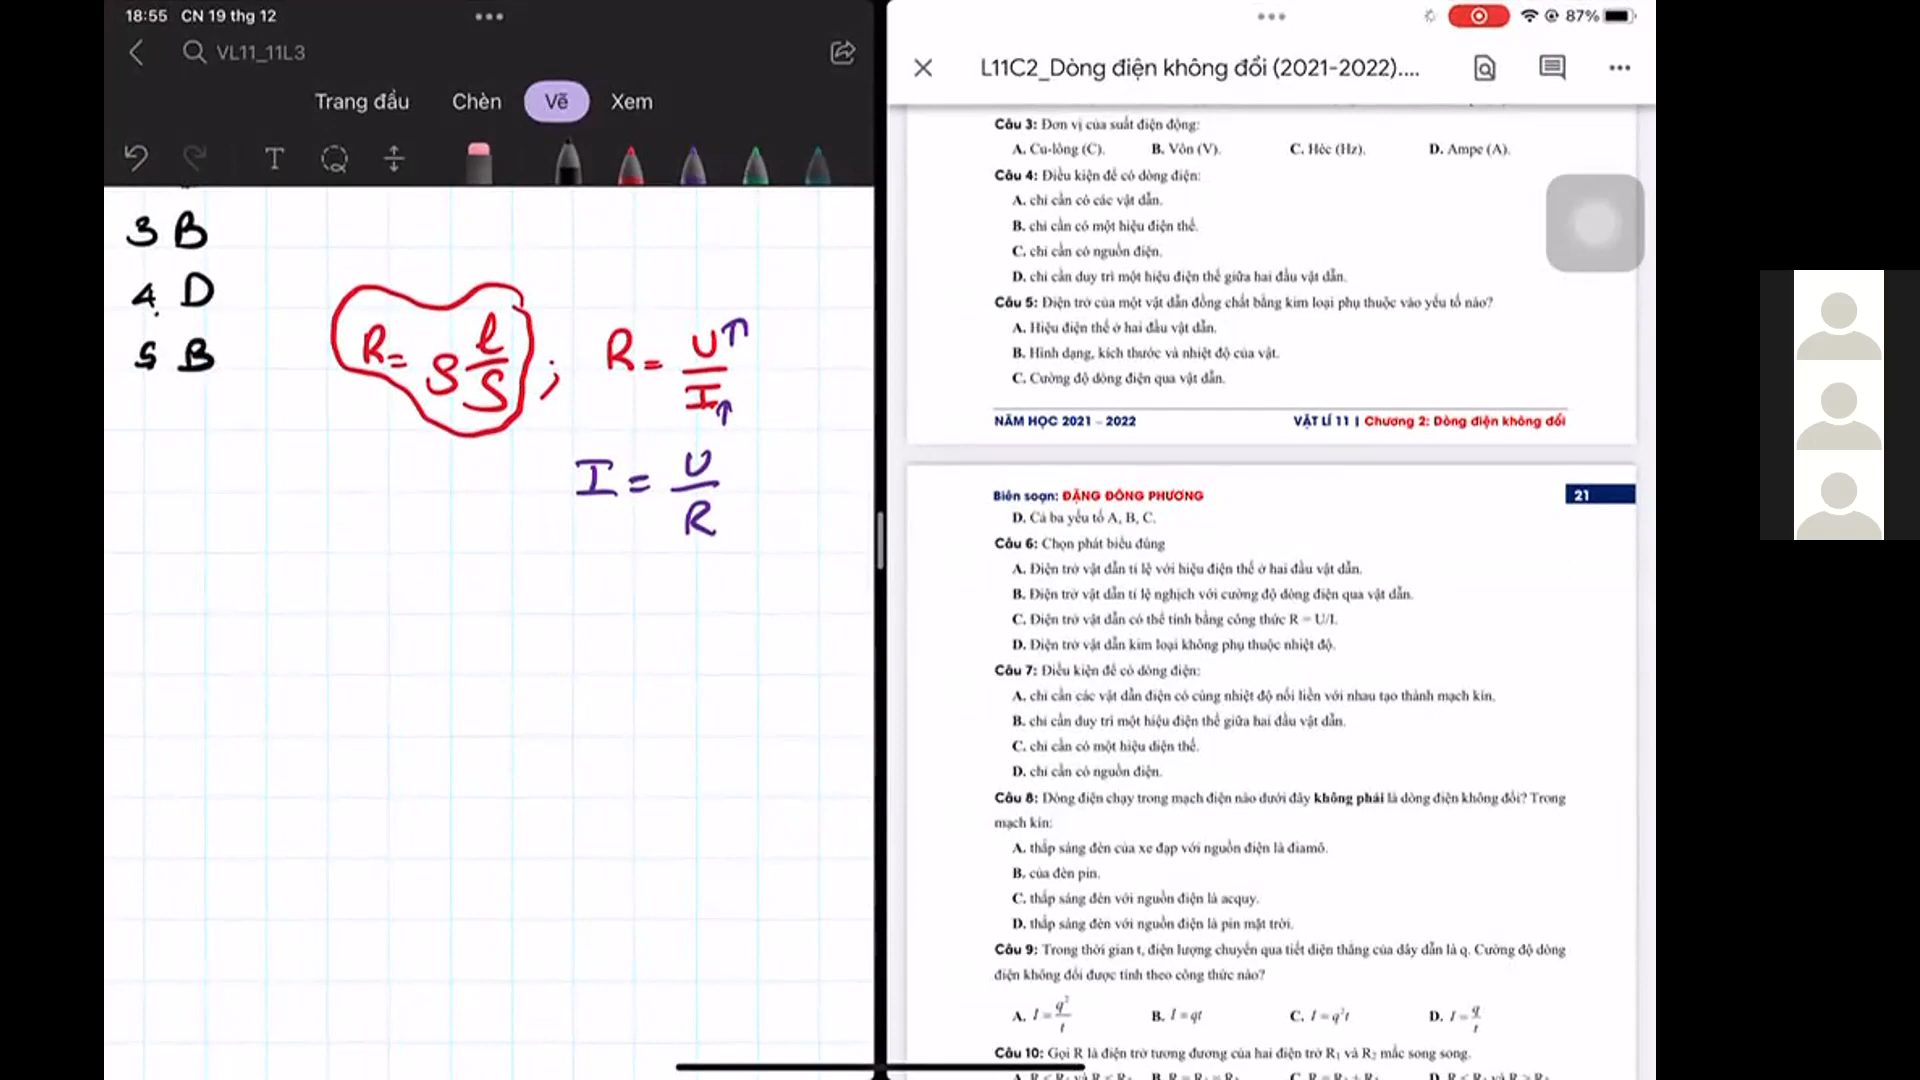 18:55 CN 19 thg 12
VL11_11L3
Trang đầu Chèn Vẽ Xem
T
3 B
4. D
5 B
R = ρ l/S ; R = U↑/I↑
I = U/R
87%
L11C2_Dòng điện không đổi (2021-2022)....
Câu 3: Đơn vị của suất điện động:
A. Cu-lông (C). B. Vôn (V). C. Héc (Hz). D. Ampe (A).
Câu 4: Điều kiện để có dòng điện:
A. chỉ cần có các vật dẫn.
B. chỉ cần có một hiệu điện thế.
C. chỉ cần có nguồn điện.
D. chỉ cần duy trì một hiệu điện thế giữa hai đầu vật dẫn.
Câu 5: Điện trở của một vật dẫn đồng chất bằng kim loại phụ thuộc vào yếu tố nào?
A. Hiệu điện thế ở hai đầu vật dẫn.
B. Hình dạng, kích thước và nhiệt độ của vật.
C. Cường độ dòng điện qua vật dẫn.
NĂM HỌC 2021 – 2022 VẬT LÍ 11 | Chương 2: Dòng điện không đổi
Biên soạn: ĐẶNG ĐÔNG PHƯƠNG 21
D. Cả ba yếu tố A, B, C.
Câu 6: Chọn phát biểu đúng
A. Điện trở vật dẫn tỉ lệ với hiệu điện thế ở hai đầu vật dẫn.
B. Điện trở vật dẫn tỉ lệ nghịch với cường độ dòng điện qua vật dẫn.
C. Điện trở vật dẫn có thể tính bằng công thức R = U/I.
D. Điện trở vật dẫn kim loại không phụ thuộc nhiệt độ.
Câu 7: Điều kiện để có dòng điện:
A. chỉ cần các vật dẫn điện có cùng nhiệt độ nối liền với nhau tạo thành mạch kín.
B. chỉ cần duy trì một hiệu điện thế giữa hai đầu vật dẫn.
C. chỉ cần có một hiệu điện thế.
D. chỉ cần có nguồn điện.
Câu 8: Dòng điện chạy trong mạch điện nào dưới đây không phải là dòng điện không đổi? Trong
mạch kín:
A. thắp sáng đèn của xe đạp với nguồn điện là điamô.
B. của đèn pin.
C. thắp sáng đèn với nguồn điện là acquy.
D. thắp sáng đèn với nguồn điện là pin mặt trời.
Câu 9: Trong thời gian t, điện lượng chuyển qua tiết diện thẳng của dây dẫn là q. Cường độ dòng
điện không đổi được tính theo công thức nào?
A. I = q²/t B. I = qt C. I = q²t D. I = q/t
Câu 10: Gọi R là điện trở tương đương của hai điện trở R₁ và R₂ mắc song song.